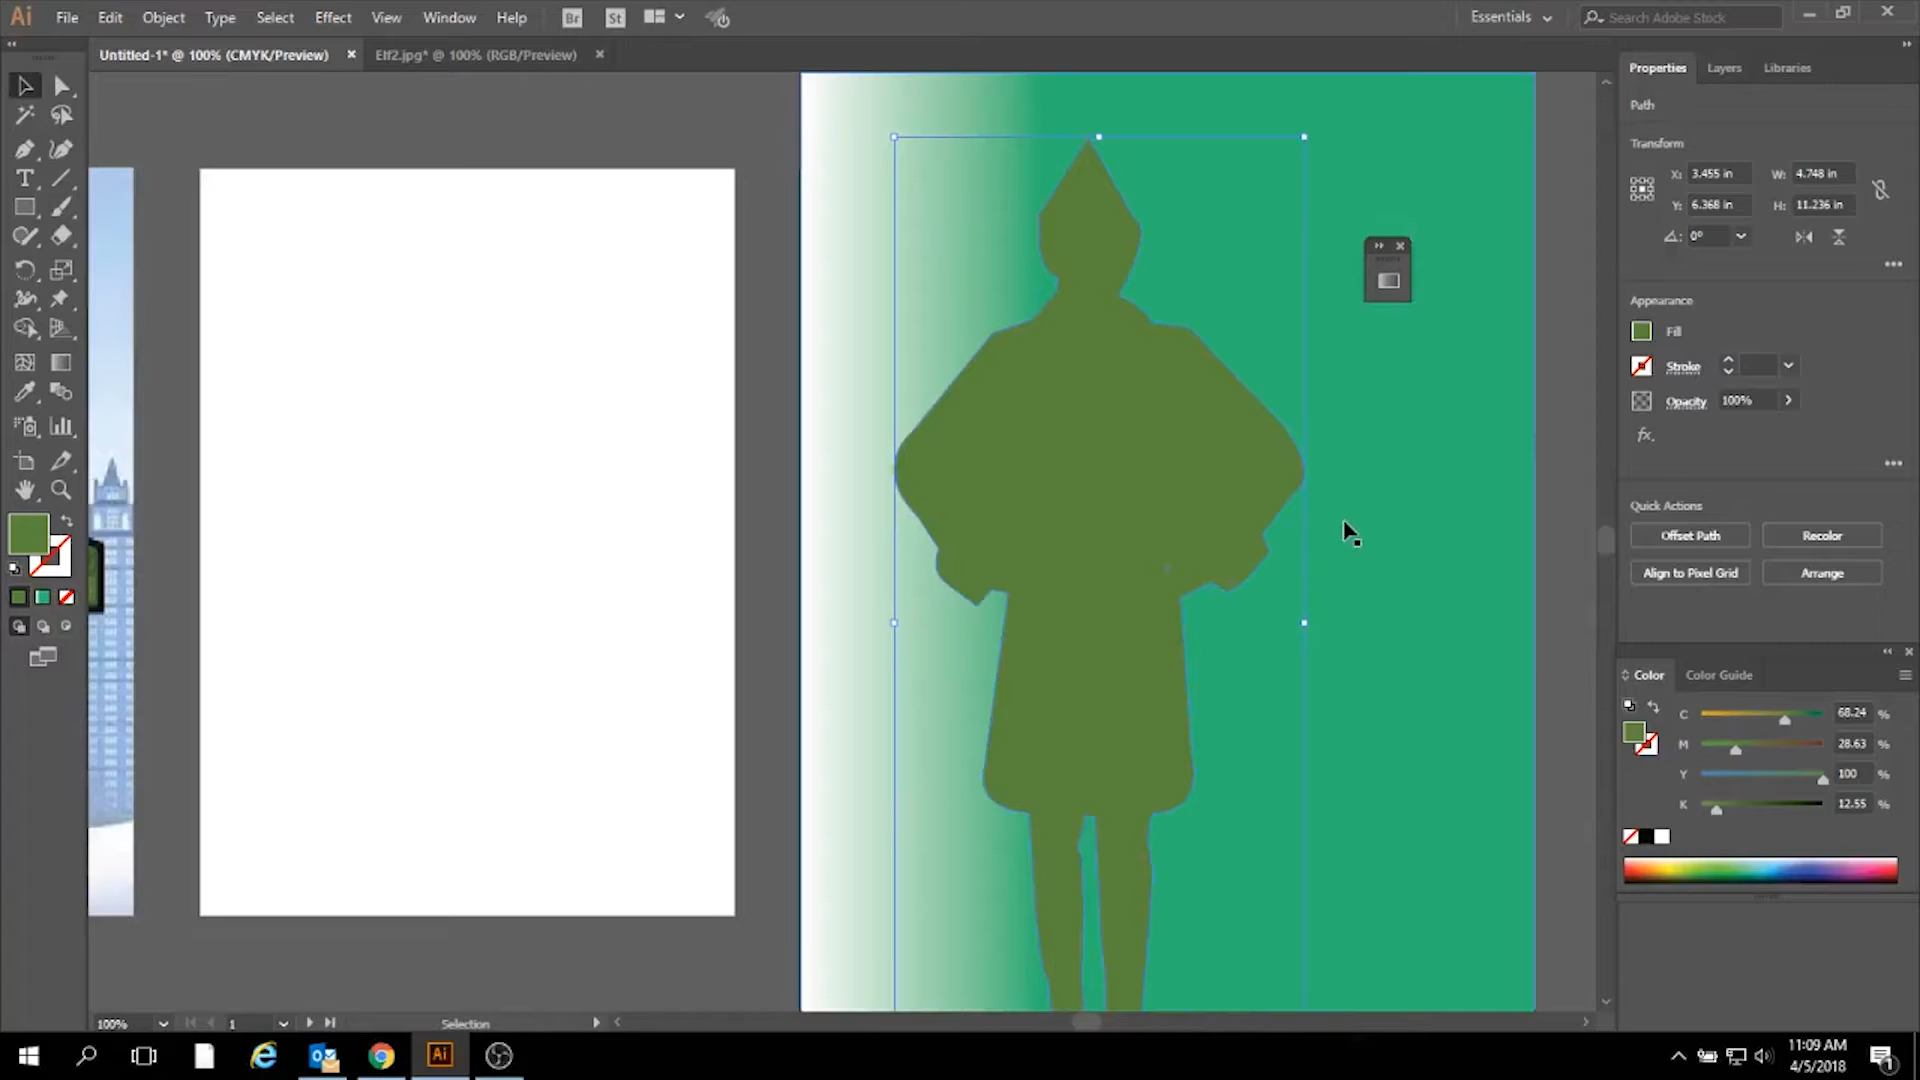 Ai File Edit Object Type Select Effect View Window Help Br St Essentials Search Adobe Stock
Untitled-1* @ 100% (CMYK/Preview) Elf2.jpg* @ 100% (RGB/Preview)
Properties Layers Libraries
Path
Transform
X: 3.455 in W: 4.748 in
Y: 6.368 in H: 11.236 in
0°
Appearance
Fill
Stroke
Opacity 100%
fx.
Quick Actions
Offset Path Recolor
Align to Pixel Grid Arrange
Color Color Guide
C 68.24 %
M 28.63 %
Y 100 %
K 12.55 %
100% 1 Selection
Ai
11:09 AM
4/5/2018
1